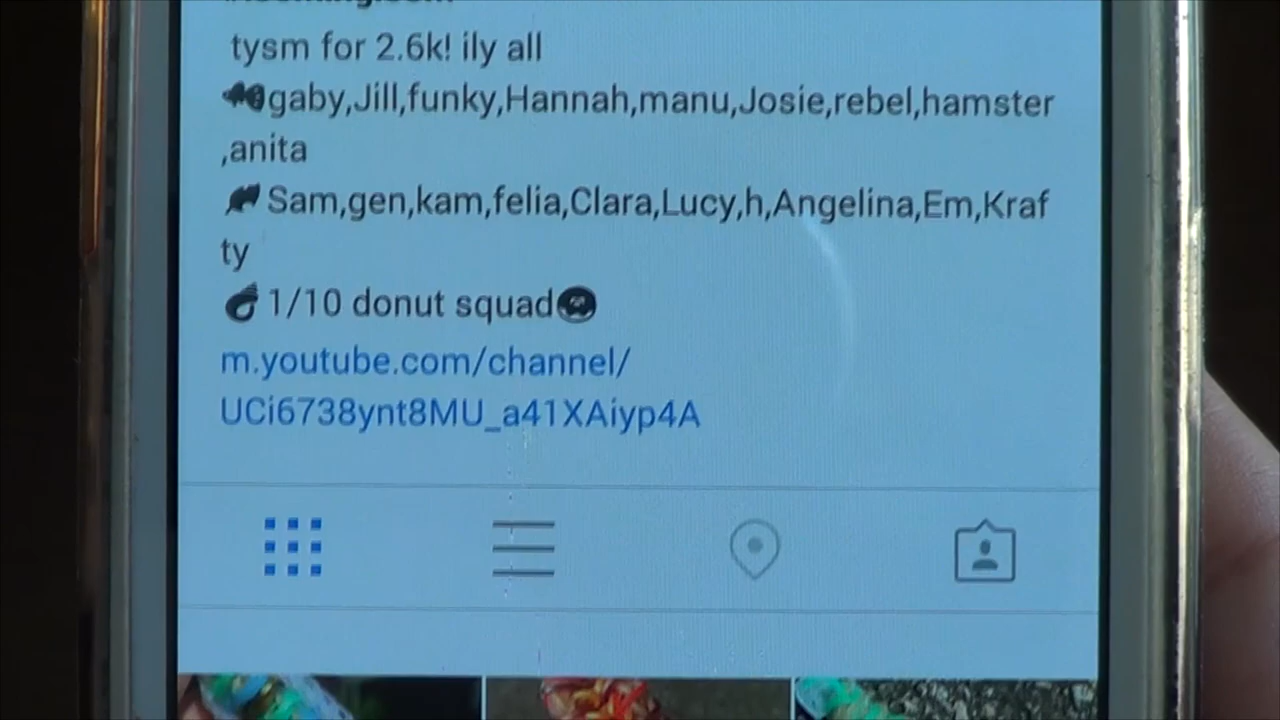 tysm for 2.6k! ily all
gaby,Jill,funky,Hannah,manu,Josie,rebel,hamster
,anita
Sam,gen,kam,felia,Clara,Lucy,h,Angelina,Em,Kraf
ty
1/10 donut squad
m.youtube.com/channel/
UCi6738ynt8MU_a41XAiyp4A